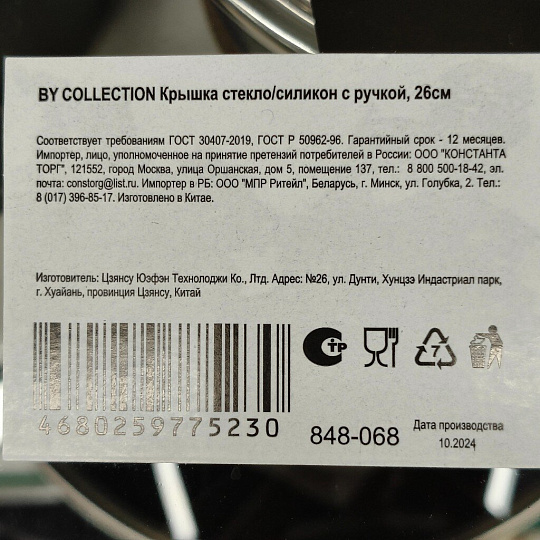 BY COLLECTION Крышка стекло/силикон с ручкой, 26см
Соответствует требованиям ГОСТ 30407-2019, ГОСТ Р 50962-96. Гарантийный срок - 12 месяцев.
Импортер, лицо, уполномоченное на принятие претензий потребителей в России: ООО "КОНСТАНТА
ТОРГ", 121552, город Москва, улица Оршанская, дом 5, помещение 137, тел.: 8 800 500-18-42, эл.
почта: constorg@list.ru. Импортер в РБ: ООО "МПР Ритейл", Беларусь, г. Минск, ул. Голубка, 2. Тел.:
8 (017) 396-85-17. Изготовлено в Китае.
Изготовитель: Цзянсу Юэфэн Технолоджи Ко., Лтд. Адрес: №26, ул. Дунти, Хунцзэ Индастриал парк,
г. Хуайань, провинция Цзянсу, Китай
СТР
7
4680259775230
848-068
Дата производства
10.2024